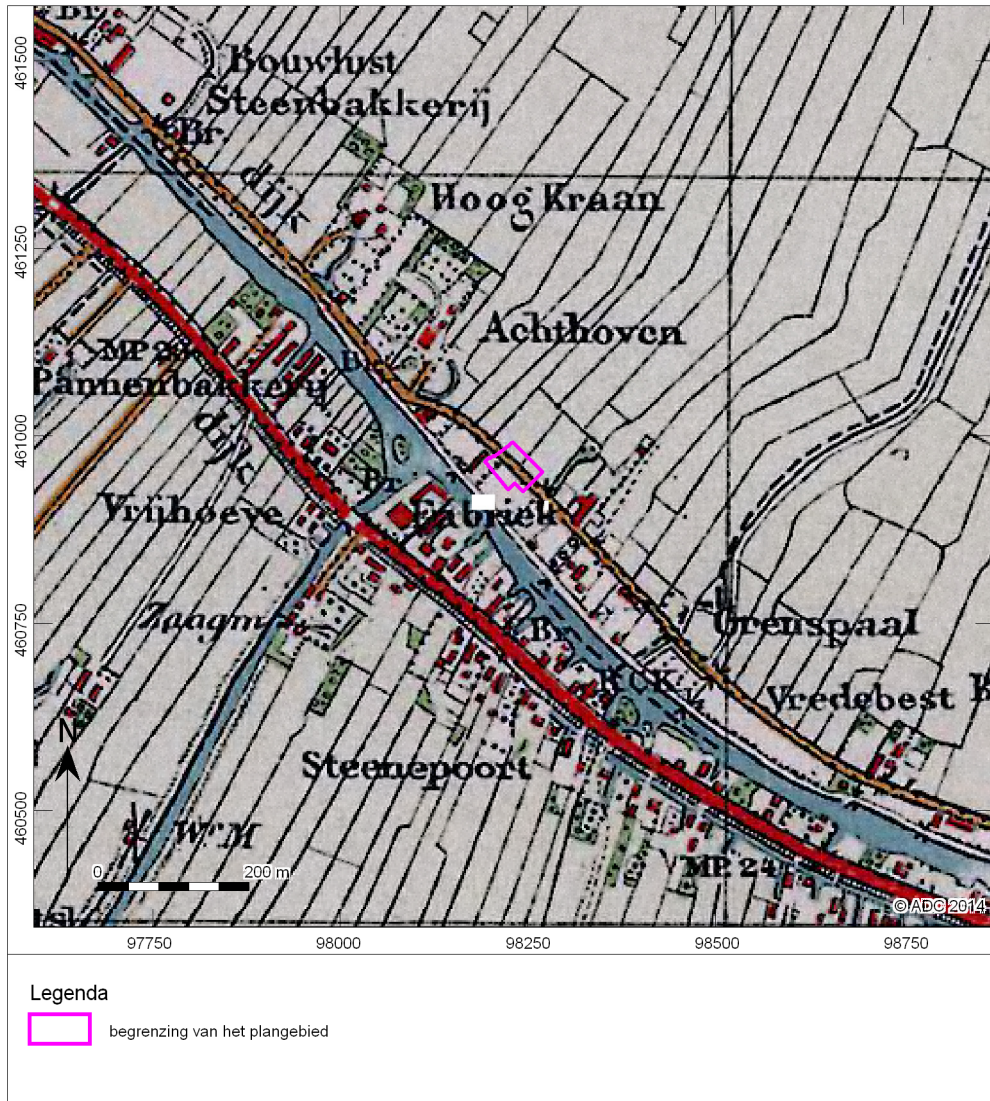 Br.
Bouwlust
Steenbakkerij
Br.
dijk
Hoog Kraan
Achthoven
MP 2
Pannenbakkerij
dijk
Br
Vrijhoeve
Fabriek
Zaagm.
Grenspaal
Br
Vredebest
Steenepoort
N
W.M
MP 24
0
200 m
© ADC 2014
461500
461250
461000
460750
460500
97750
98000
98250
98500
98750
Legenda
begrenzing van het plangebied